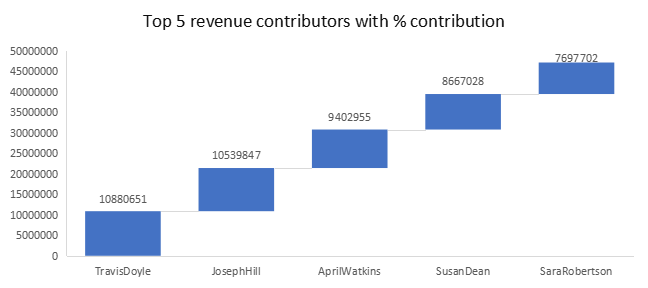 Top 5 revenue contributors with % contribution
50000000
45000000
40000000
35000000
30000000
25000000
20000000
15000000
10000000
5000000
0
10880651
10539847
9402955
8667028
7697702
TravisDoyle
JosephHill
AprilWatkins
SusanDean
SaraRobertson